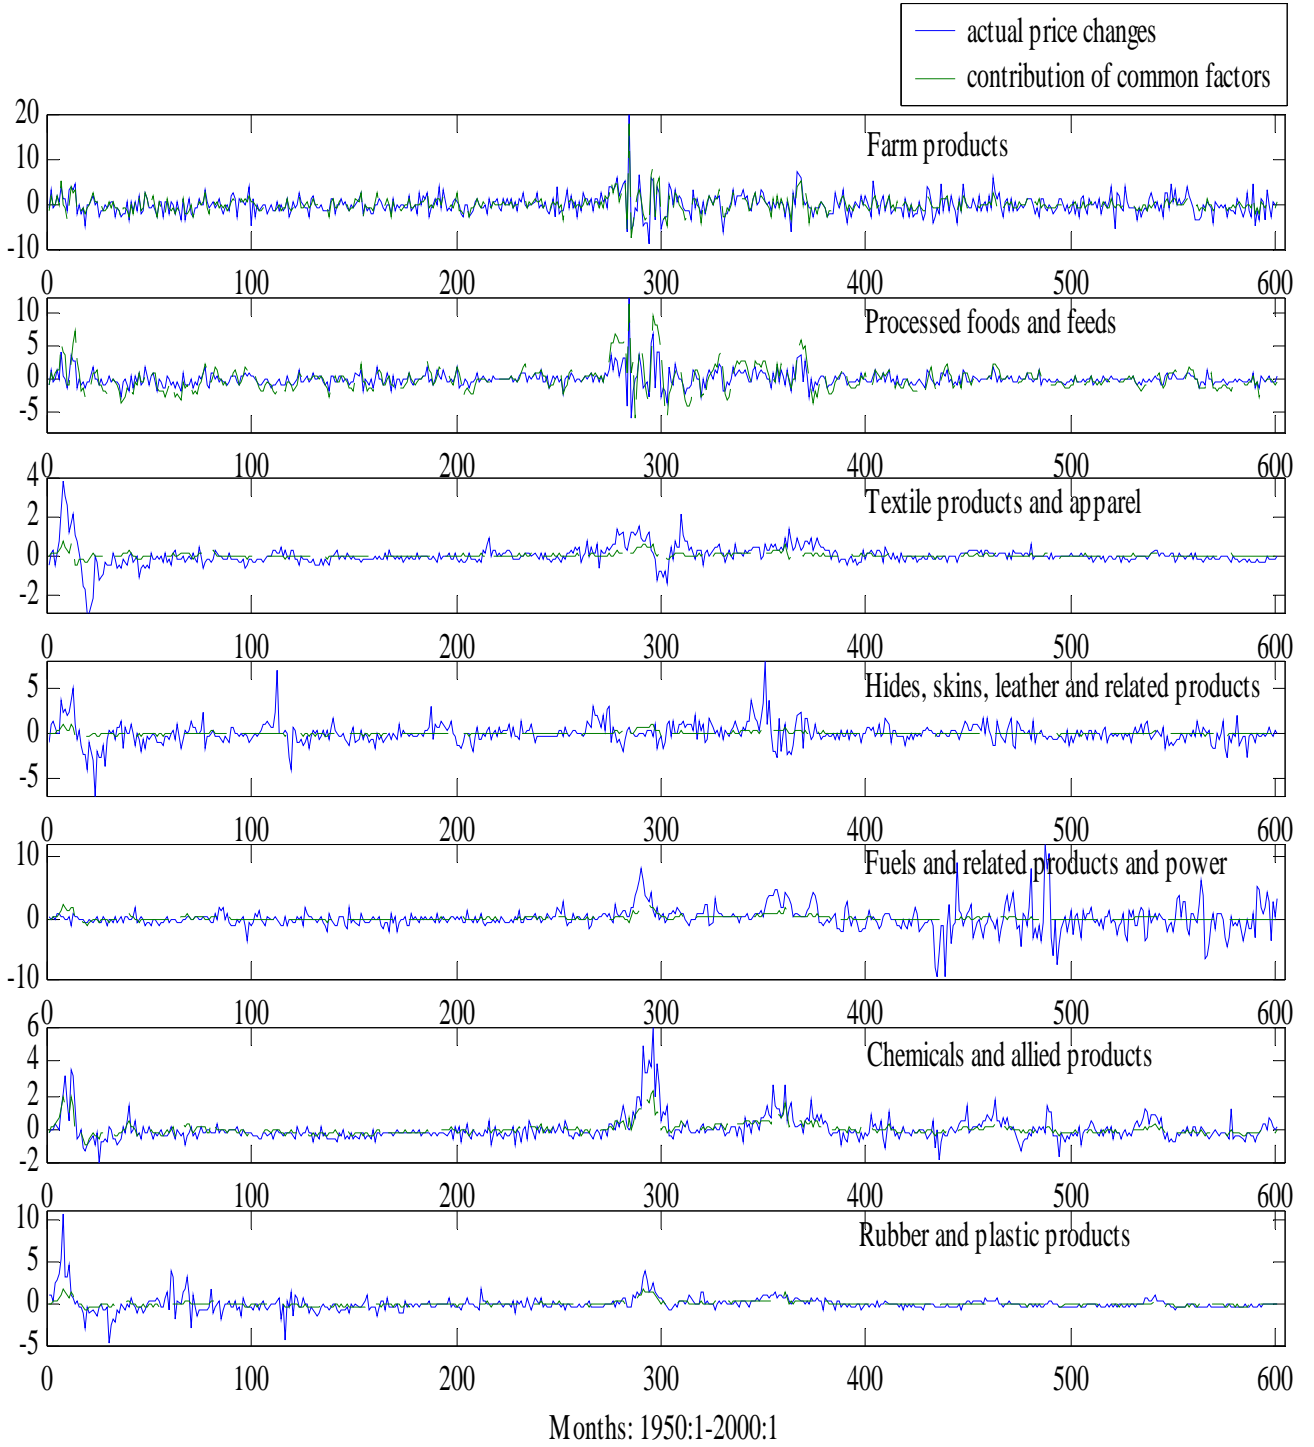 actual price changes
contribution of common factors
20
10
0
-10
Farm products
0 100 200 300 400 500 600
10
5
0
-5
Processed foods and feeds
0 100 200 300 400 500 600
4
2
0
-2
Textile products and apparel
0 100 200 300 400 500 600
5
0
-5
Hides, skins, leather and related products
0 100 200 300 400 500 600
10
0
-10
Fuels and related products and power
0 100 200 300 400 500 600
6
4
2
0
-2
Chemicals and allied products
0 100 200 300 400 500 600
10
5
0
-5
Rubber and plastic products
0 100 200 300 400 500 600
Months: 1950:1-2000:1